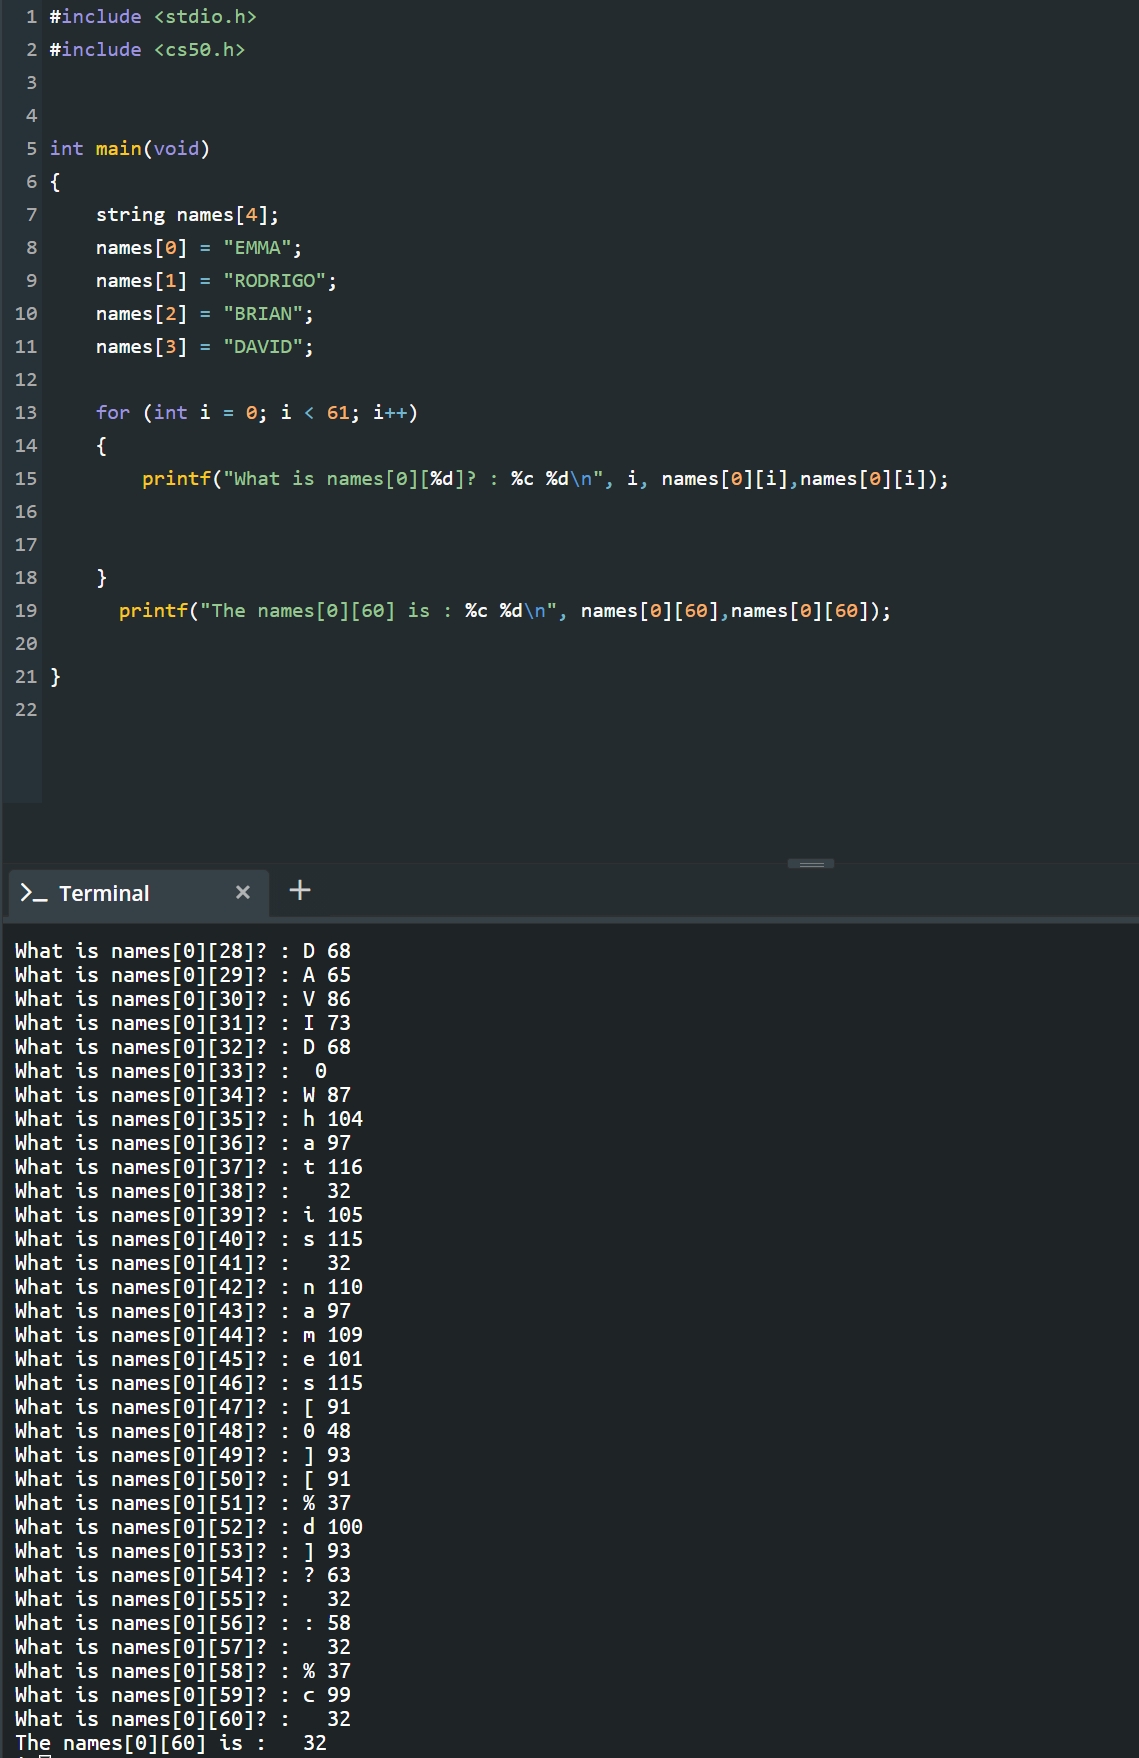 1 #include <stdio.h>
2 #include <cs50.h>
3
4
5 int main(void)
6 {
7     string names[4];
8     names[0] = "EMMA";
9     names[1] = "RODRIGO";
10     names[2] = "BRIAN";
11     names[3] = "DAVID";
12
13     for (int i = 0; i < 61; i++)
14     {
15         printf("What is names[0][%d]? : %c %d\n", i, names[0][i],names[0][i]);
16
17
18     }
19       printf("The names[0][60] is : %c %d\n", names[0][60],names[0][60]);
20
21 }
22
>_ Terminal × +
What is names[0][28]? : D 68
What is names[0][29]? : A 65
What is names[0][30]? : V 86
What is names[0][31]? : I 73
What is names[0][32]? : D 68
What is names[0][33]? :  0
What is names[0][34]? : W 87
What is names[0][35]? : h 104
What is names[0][36]? : a 97
What is names[0][37]? : t 116
What is names[0][38]? :   32
What is names[0][39]? : i 105
What is names[0][40]? : s 115
What is names[0][41]? :   32
What is names[0][42]? : n 110
What is names[0][43]? : a 97
What is names[0][44]? : m 109
What is names[0][45]? : e 101
What is names[0][46]? : s 115
What is names[0][47]? : [ 91
What is names[0][48]? : 0 48
What is names[0][49]? : ] 93
What is names[0][50]? : [ 91
What is names[0][51]? : % 37
What is names[0][52]? : d 100
What is names[0][53]? : ] 93
What is names[0][54]? : ? 63
What is names[0][55]? :   32
What is names[0][56]? : : 58
What is names[0][57]? :   32
What is names[0][58]? : % 37
What is names[0][59]? : c 99
What is names[0][60]? :   32
The names[0][60] is :   32